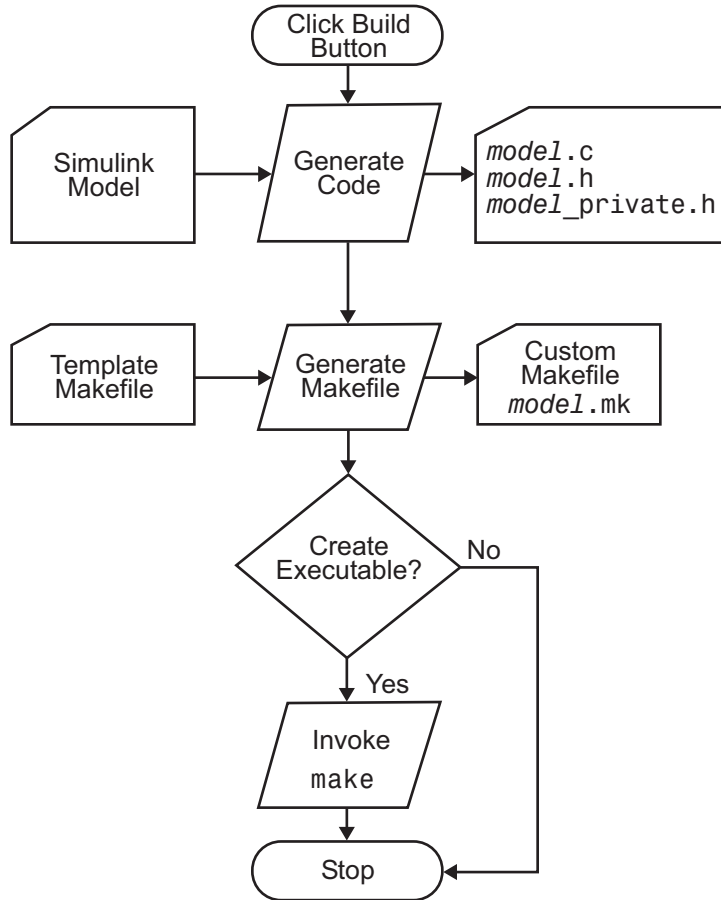 Click Build
Button
Simulink
Model
Generate
Code
model.c
model.h
model_private.h
Template
Makefile
Generate
Makefile
Custom
Makefile
model.mk
Create
Executable?
No
Yes
Invoke
make
Stop